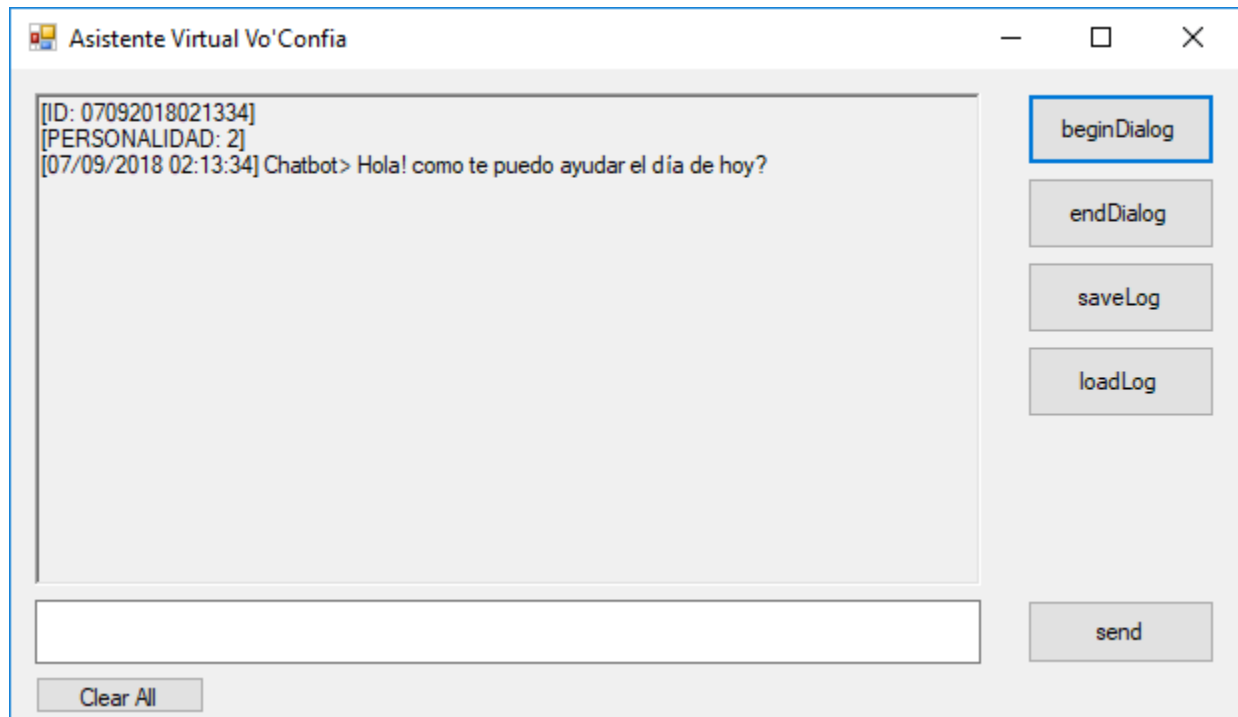 Asistente Virtual Vo'Confia
[ID: 07092018021334]
[PERSONALIDAD: 2]
[07/09/2018 02:13:34] Chatbot> Hola! como te puedo ayudar el día de hoy?
beginDialog
endDialog
saveLog
loadLog
send
Clear All